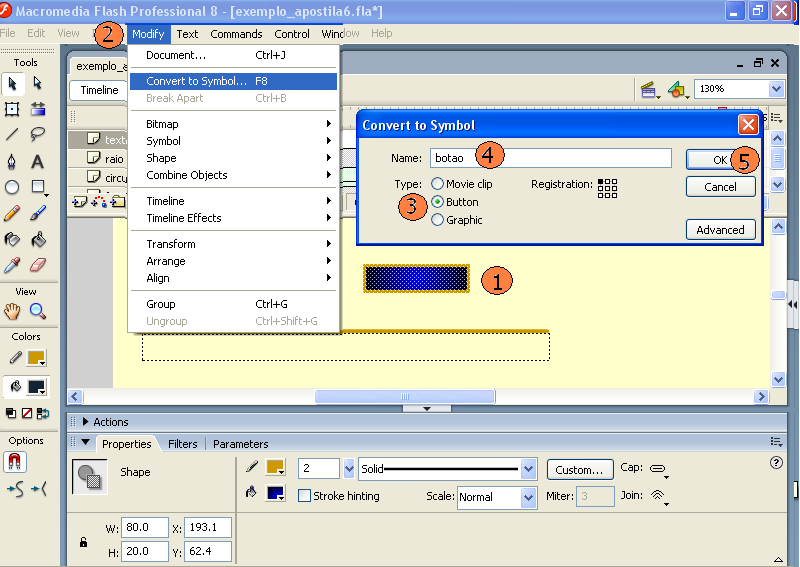 Macromedia Flash Professional 8 - [exemplo_apostila6.fla*]
File Edit View 2 Modify Text Commands Control Wind Help
Tools
exemplo_a
Document... Ctrl+J
Convert to Symbol... F8
Break Apart Ctrl+B
Bitmap
Symbol
Shape
Combine Objects
Timeline
Timeline Effects
Transform
Arrange
Align
Group Ctrl+G
Ungroup Ctrl+Shift+G
Timeline
130%
text
raio
circu
Convert to Symbol
Name: botao 4
OK 5
Type: Movie clip
Registration:
Cancel
3 Button
Graphic
Advanced
1
View
Colors
Options
Actions
Properties Filters Parameters
Shape
2 Solid Custom... Cap:
Stroke hinting Scale: Normal Miter: 3 Join:
W: 80.0 X: 193.1
H: 20.0 Y: 62.4